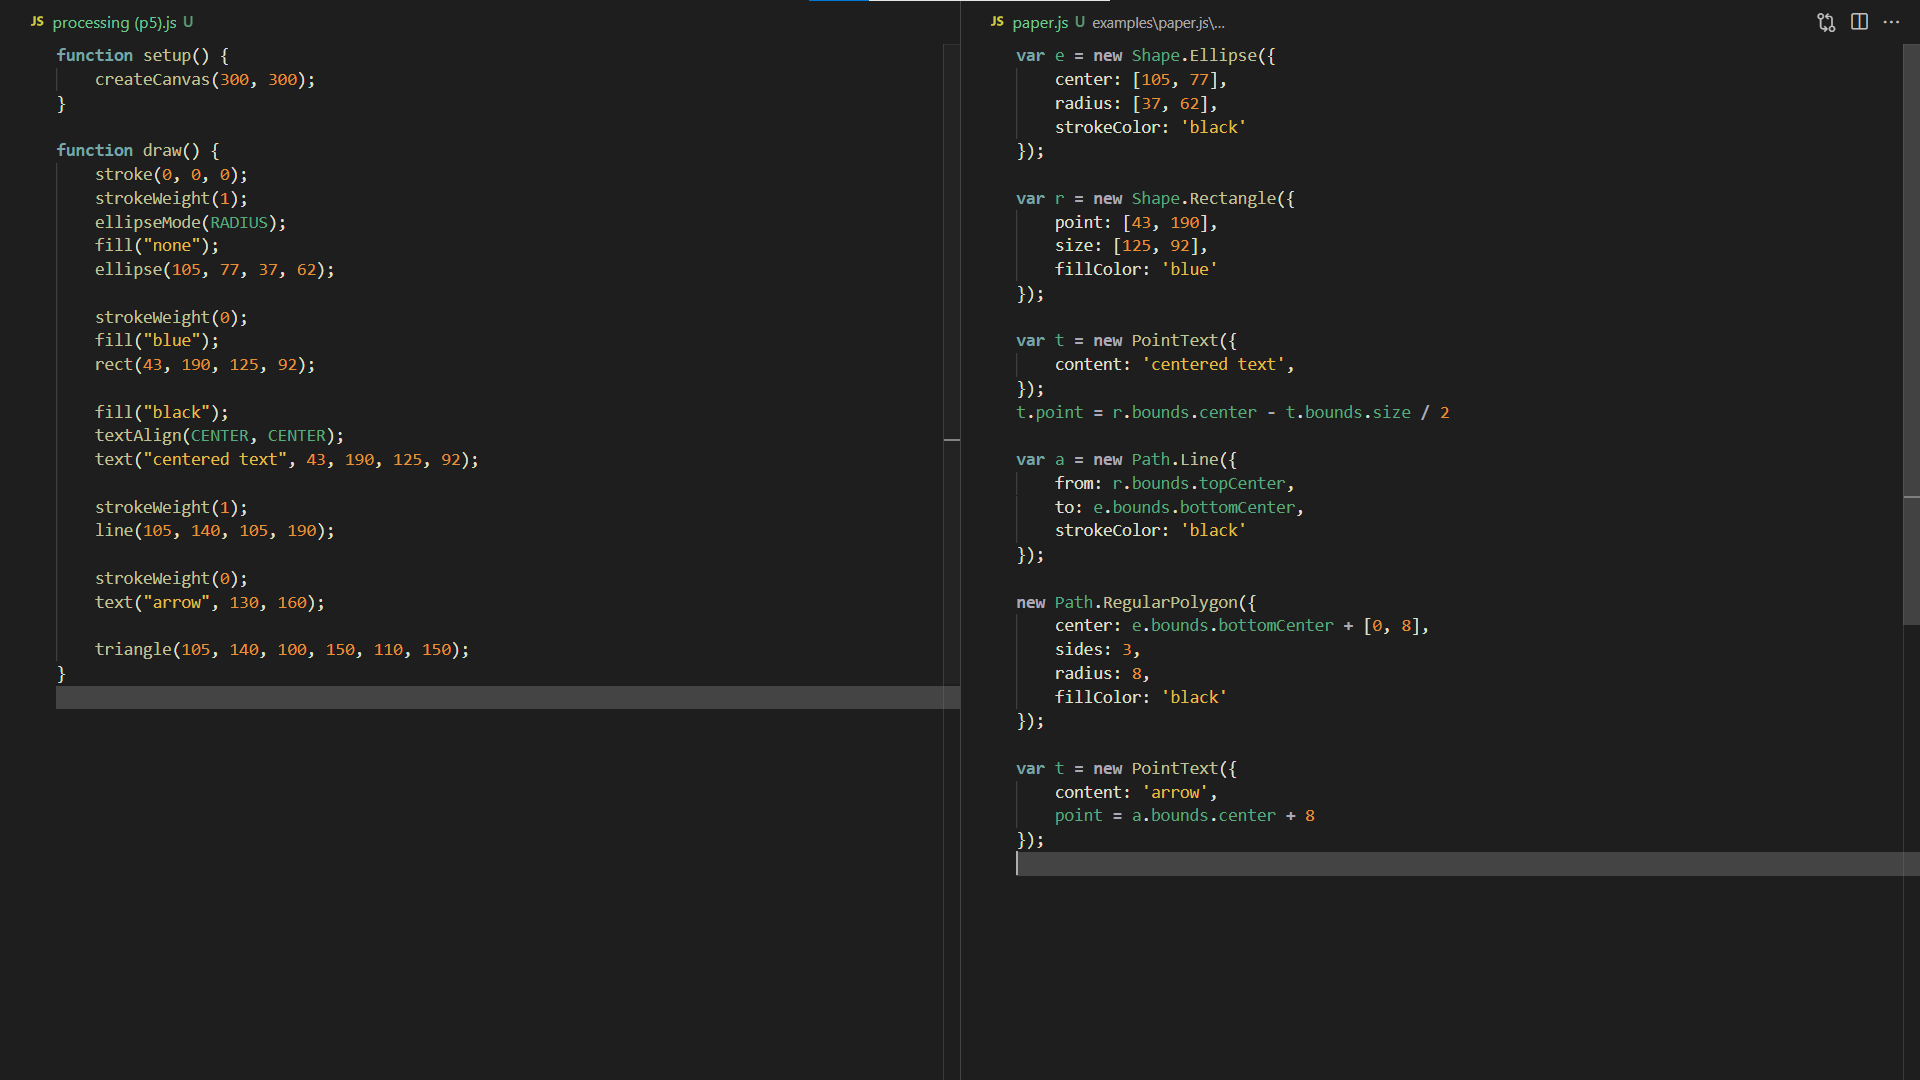 JS processing (p5).js U
function setup() {
    createCanvas(300, 300);
}

function draw() {
    stroke(0, 0, 0);
    strokeWeight(1);
    ellipseMode(RADIUS);
    fill("none");
    ellipse(105, 77, 37, 62);

    strokeWeight(0);
    fill("blue");
    rect(43, 190, 125, 92);

    fill("black");
    textAlign(CENTER, CENTER);
    text("centered text", 43, 190, 125, 92);

    strokeWeight(1);
    line(105, 140, 105, 190);

    strokeWeight(0);
    text("arrow", 130, 160);

    triangle(105, 140, 100, 150, 110, 150);
}
JS paper.js U examples\paper.js\...
var e = new Shape.Ellipse({
    center: [105, 77],
    radius: [37, 62],
    strokeColor: 'black'
});

var r = new Shape.Rectangle({
    point: [43, 190],
    size: [125, 92],
    fillColor: 'blue'
});

var t = new PointText({
    content: 'centered text',
});
t.point = r.bounds.center - t.bounds.size / 2

var a = new Path.Line({
    from: r.bounds.topCenter,
    to: e.bounds.bottomCenter,
    strokeColor: 'black'
});

new Path.RegularPolygon({
    center: e.bounds.bottomCenter + [0, 8],
    sides: 3,
    radius: 8,
    fillColor: 'black'
});

var t = new PointText({
    content: 'arrow',
    point = a.bounds.center + 8
});